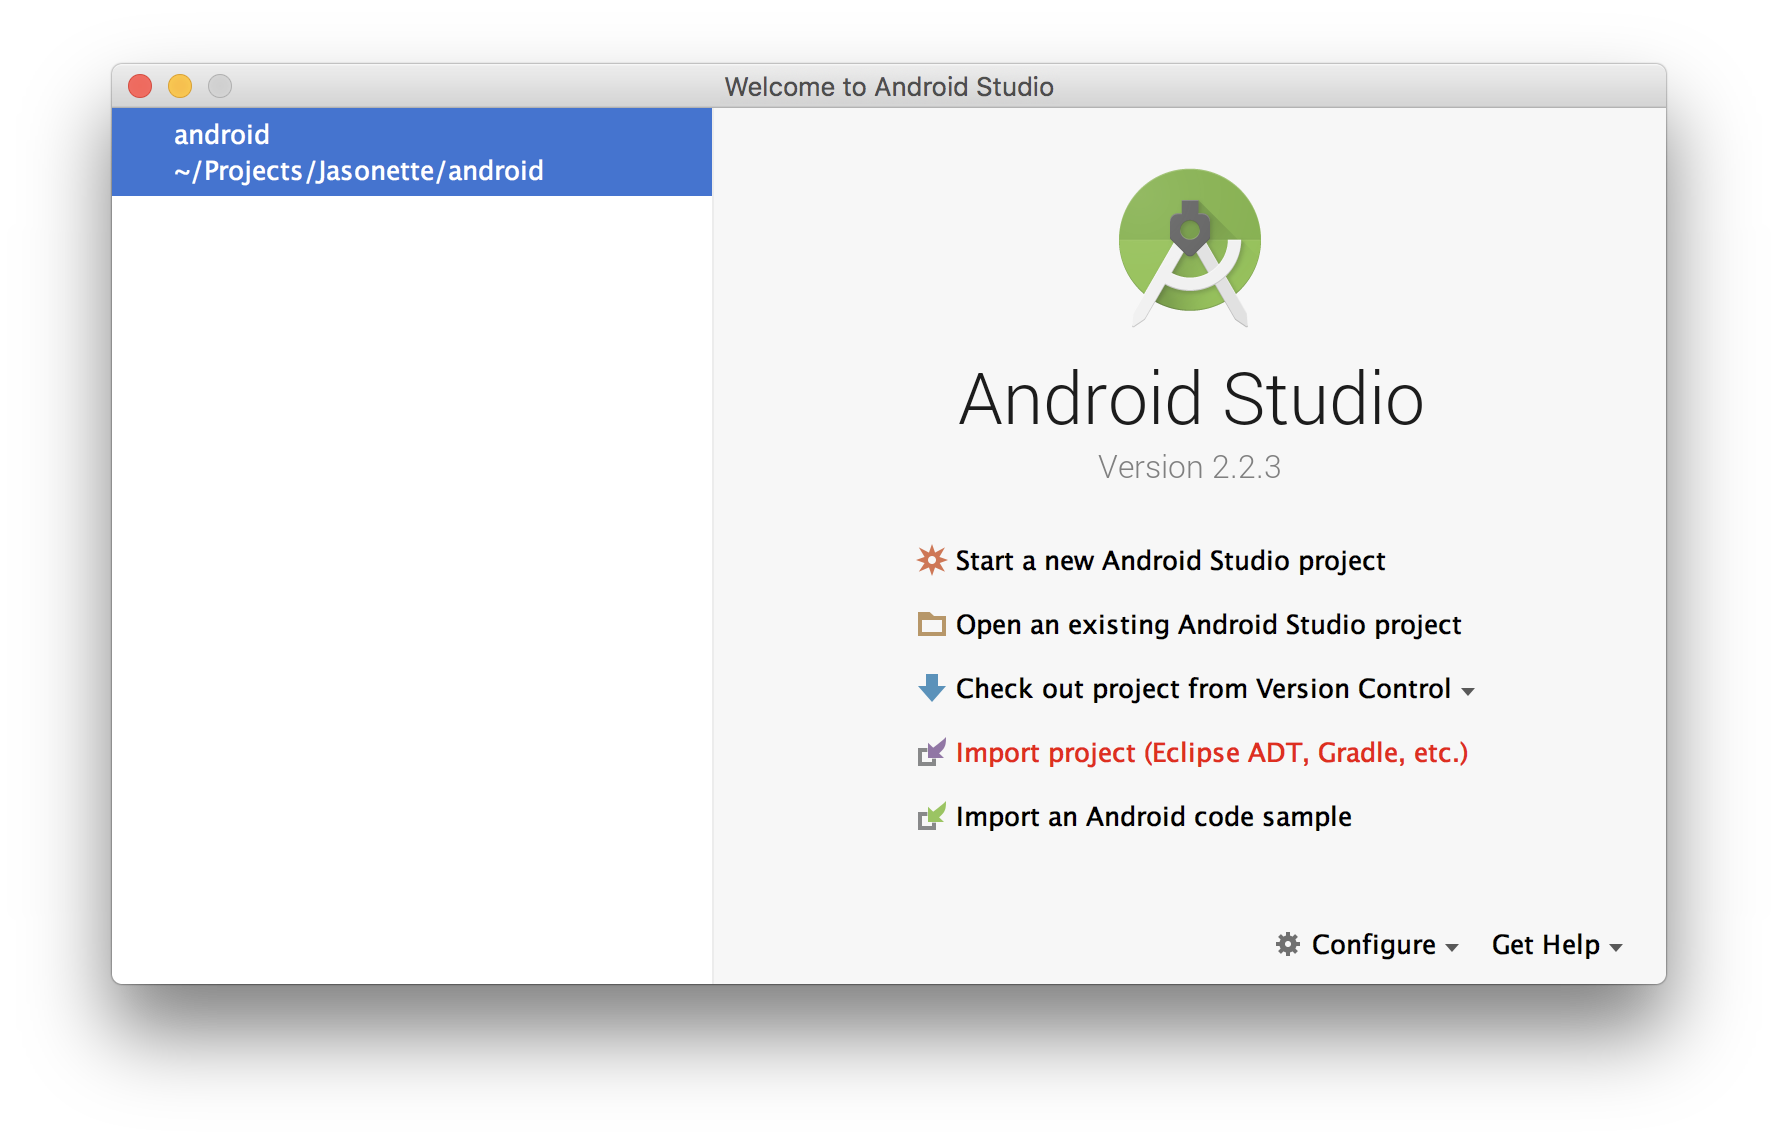 Welcome to Android Studio
android
~/Projects/Jasonette/android
Android Studio
Version 2.2.3
Start a new Android Studio project
Open an existing Android Studio project
Check out project from Version Control
Import project (Eclipse ADT, Gradle, etc.)
Import an Android code sample
Configure
Get Help